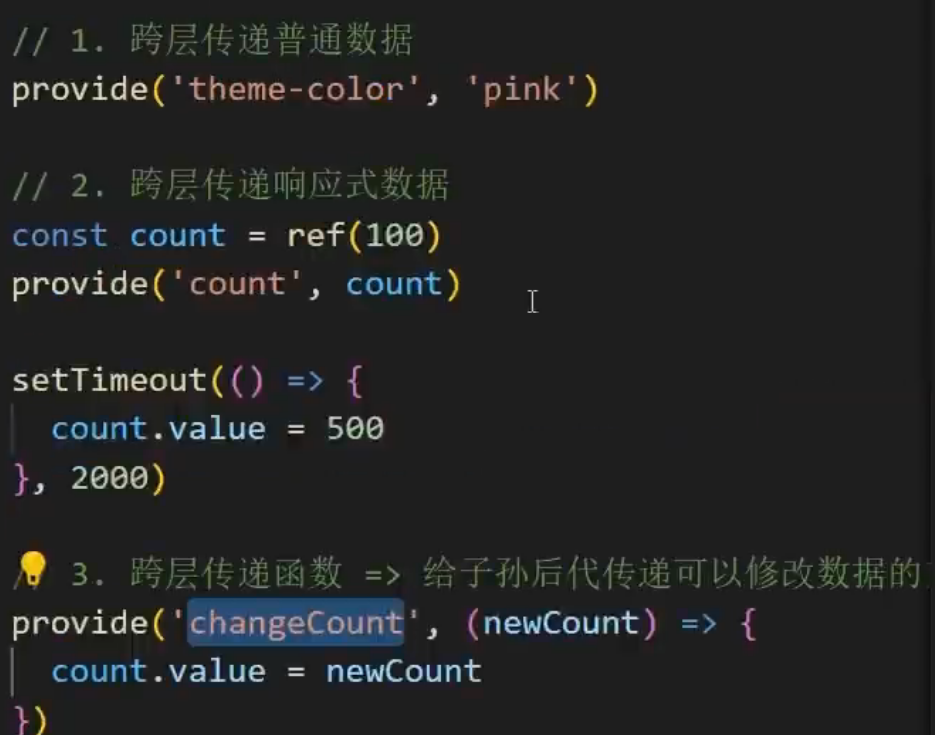 // 1. 跨层传递普通数据
provide('theme-color', 'pink')
// 2. 跨层传递响应式数据
const count = ref(100)
provide('count', count)
setTimeout(() => {
count.value = 500
}, 2000)
// 3. 跨层传递函数 => 给子孙后代传递可以修改数据的
provide('changeCount', (newCount) => {
count.value = newCount
})